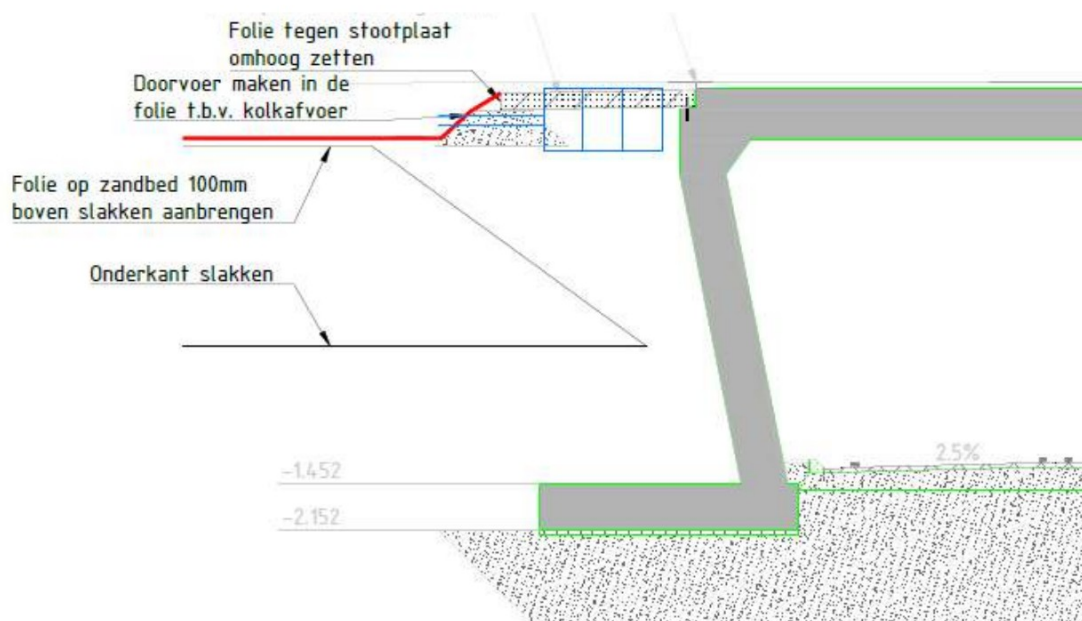 Folie tegen stootplaat
omhoog zetten
Doorvoer maken in de
folie t.b.v. kolkafvoer
Folie op zandbed 100mm
boven slakken aanbrengen
Onderkant slakken
-1.452
2.5%
-2.152